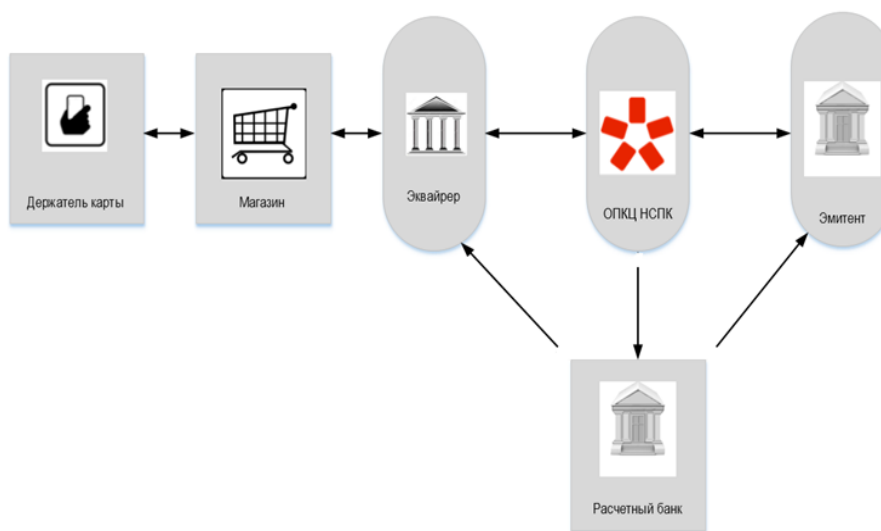 Держатель карты
Магазин
Эквайрер
ОПКЦ НСПК
Эмитент
Расчетный банк